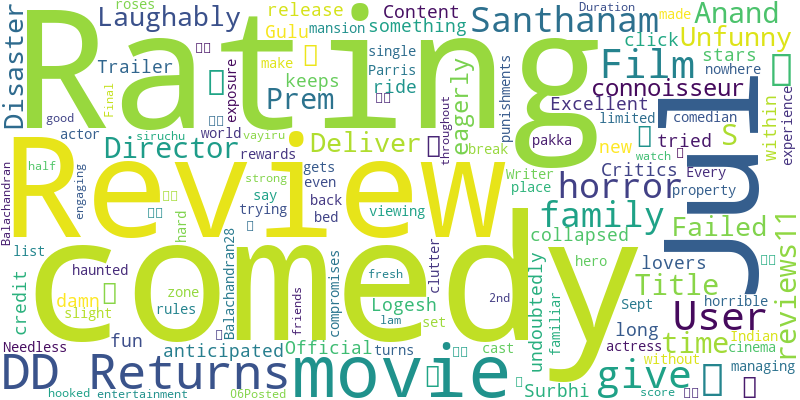 roses
release
Content
Duration
made
Laughably
something
Santhanam
Anand
Disaster
Rating
Gulu
mansion
single
click
Unfunny
Trailer
exposure
make
keeps
Parris
Film
stars
nowhere
Prem
ride
connoisseur
Final
eagerly
Excellent
limited
comedian
good
actor
world
punishments
Jul
Director
Deliver
pakka
new
tried
S
within
experience
siruchu
vayiru
throughout
break
Critics
Every
Balachandran
Review
half
rewards
gets
Writer
place
horror
watch
property
engaging
strong
say
even
trying
back
bed
viewing
family
Failed
reviews11
list
hard
Balachandran28
comedy
collapsed
hero
lovers
haunted
zone
compromises
clutter
undoubtedly
familiar
Title
credit
damn
slight
rules
friends
fresh
Logesh
2nd
Sept
horrible
User
Needless
fun
lam
set
long
actress
Indian
time
anticipated
Official
turns
cast
without
cinema
DD Returns
movie
give
managing
hooked
entertainment
O6Posted
Surbhi
score